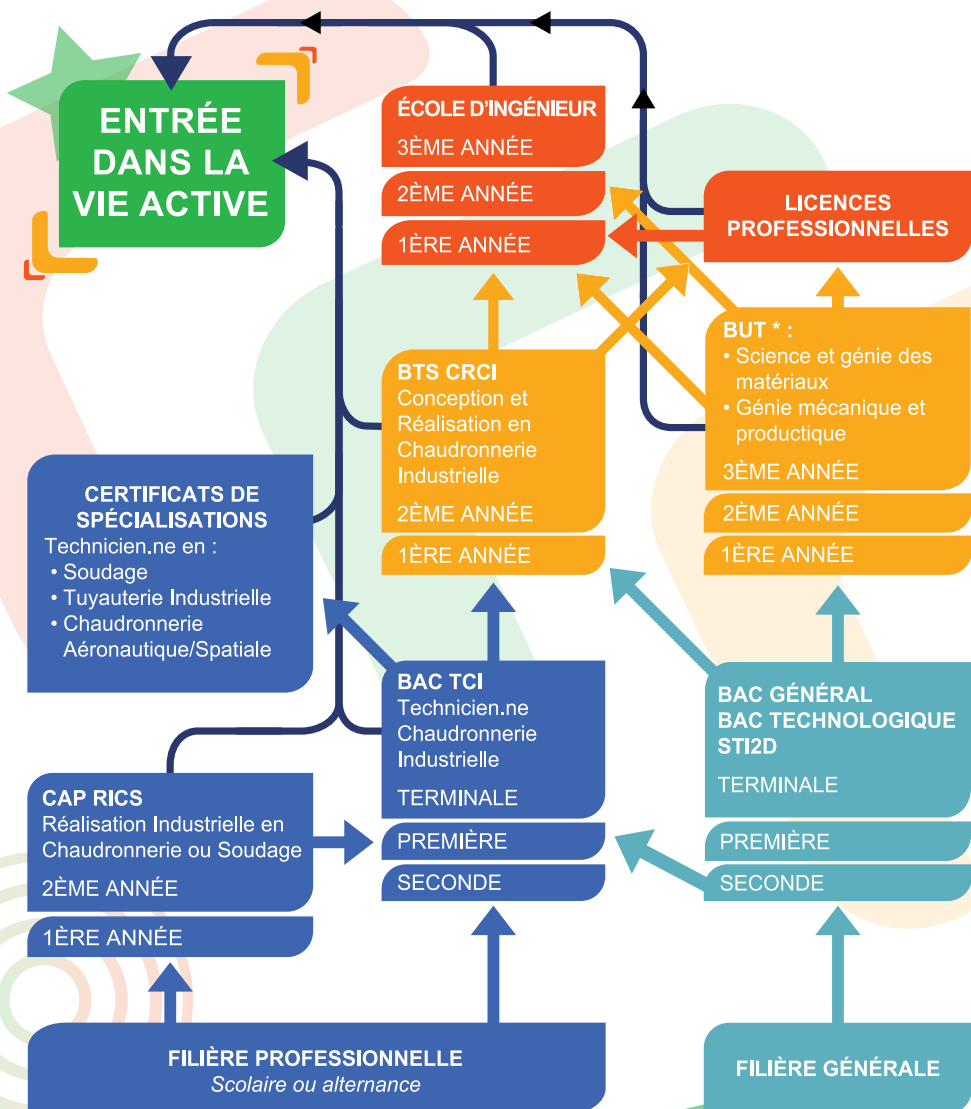 ENTRÉE
DANS LA
VIE ACTIVE
ÉCOLE D'INGÉNIEUR
3ÈME ANNÉE
2ÈME ANNÉE
1ÈRE ANNÉE
LICENCES
PROFESSIONNELLES
BTS CRCI
Conception et
Réalisation en
Chaudronnerie
Industrielle
2ÈME ANNÉE
1ÈRE ANNÉE
BUT * :
• Science et génie des
matériaux
• Génie mécanique et
productique
3ÈME ANNÉE
2ÈME ANNÉE
1ÈRE ANNÉE
CERTIFICATS DE
SPÉCIALISATIONS
Technicien.ne en :
• Soudage
• Tuyauterie Industrielle
• Chaudronnerie
Aéronautique/Spatiale
BAC TCI
Technicien.ne
Chaudronnerie
Industrielle
TERMINALE
PREMIÈRE
SECONDE
BAC GÉNÉRAL
BAC TECHNOLOGIQUE
STI2D
TERMINALE
PREMIÈRE
SECONDE
CAP RICS
Réalisation Industrielle en
Chaudronnerie ou Soudage
2ÈME ANNÉE
1ÈRE ANNÉE
FILIÈRE PROFESSIONNELLE
Scolaire ou alternance
FILIÈRE GÉNÉRALE